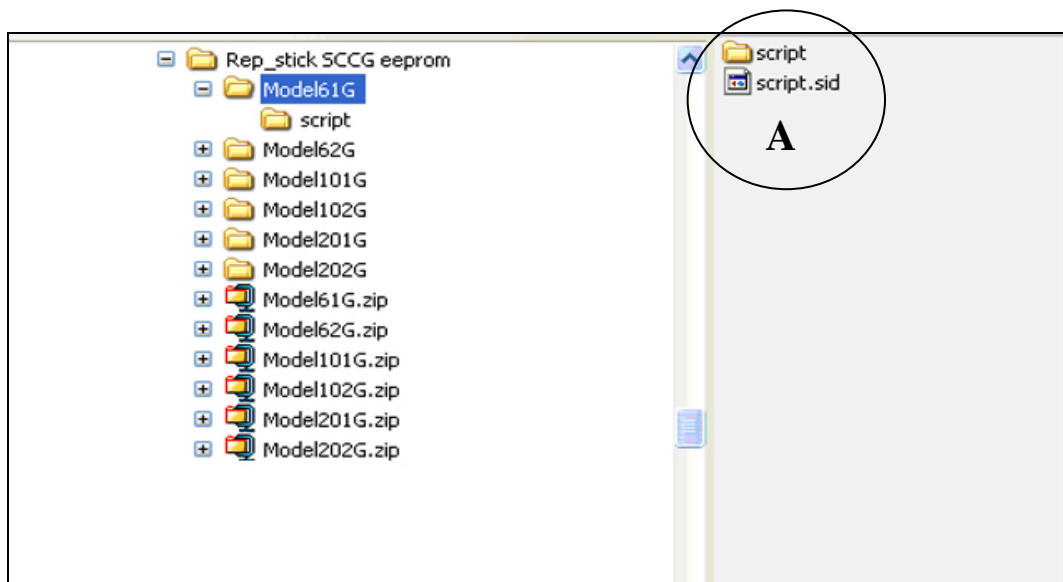 Rep_stick SCCG eeprom
Model61G
script
Model62G
Model101G
Model102G
Model201G
Model202G
Model61G.zip
Model62G.zip
Model101G.zip
Model102G.zip
Model201G.zip
Model202G.zip
script
script.sid
A